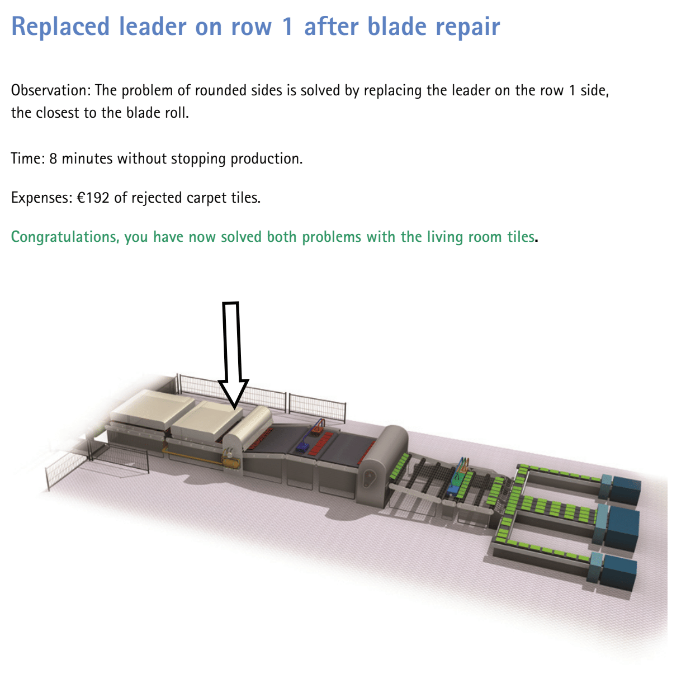 Replaced leader on row 1 after blade repair
Observation: The problem of rounded sides is solved by replacing the leader on the row 1 side,
the closest to the blade roll.
Time: 8 minutes without stopping production.
Expenses: €192 of rejected carpet tiles.
Congratulations, you have now solved both problems with the living room tiles.